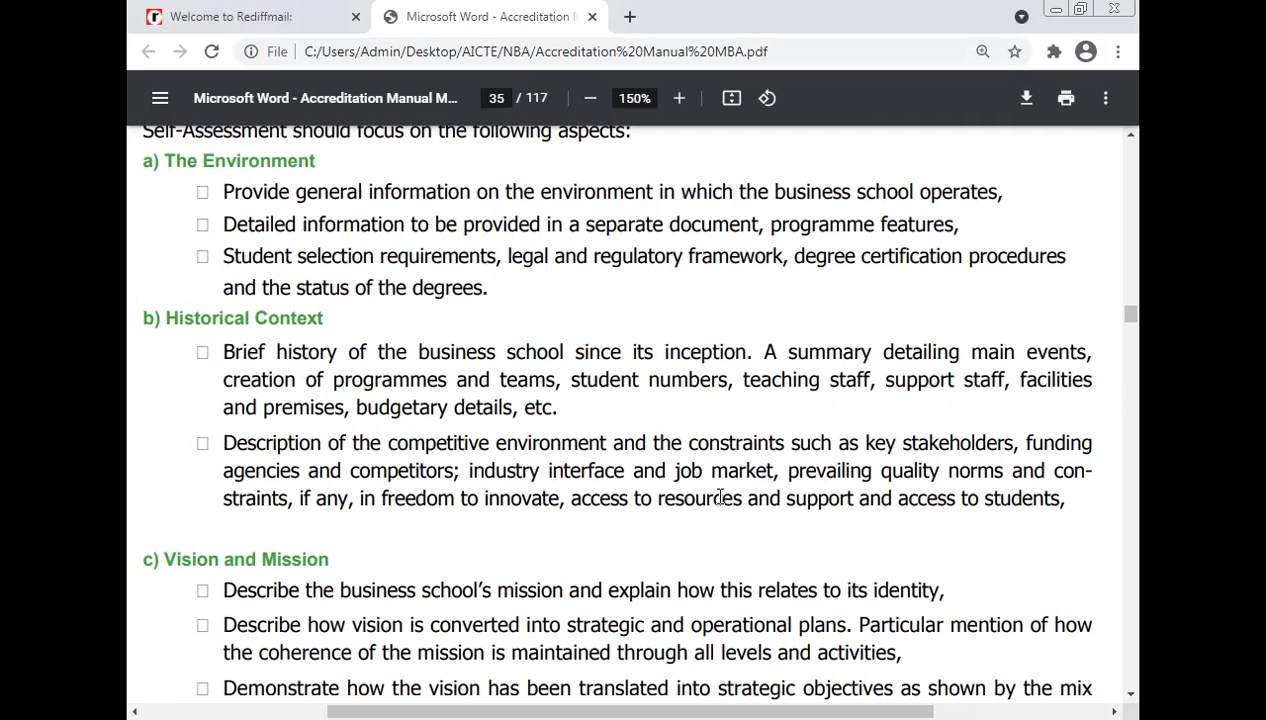 Welcome to Rediffmail:
Microsoft Word - Accreditation M
File
C:/Users/Admin/Desktop/AICTE/NBA/Accreditation%20Manual%20MBA.pdf
Microsoft Word - Accreditation Manual M...
35 / 117
150%
Self-Assessment should focus on the following aspects:
a) The Environment
Provide general information on the environment in which the business school operates,
Detailed information to be provided in a separate document, programme features,
Student selection requirements, legal and regulatory framework, degree certification procedures
and the status of the degrees.
b) Historical Context
Brief history of the business school since its inception. A summary detailing main events,
creation of programmes and teams, student numbers, teaching staff, support staff, facilities
and premises, budgetary details, etc.
Description of the competitive environment and the constraints such as key stakeholders, funding
agencies and competitors; industry interface and job market, prevailing quality norms and con-
straints, if any, in freedom to innovate, access to resources and support and access to students,
c) Vision and Mission
Describe the business school's mission and explain how this relates to its identity,
Describe how vision is converted into strategic and operational plans. Particular mention of how
the coherence of the mission is maintained through all levels and activities,
Demonstrate how the vision has been translated into strategic objectives as shown by the mix